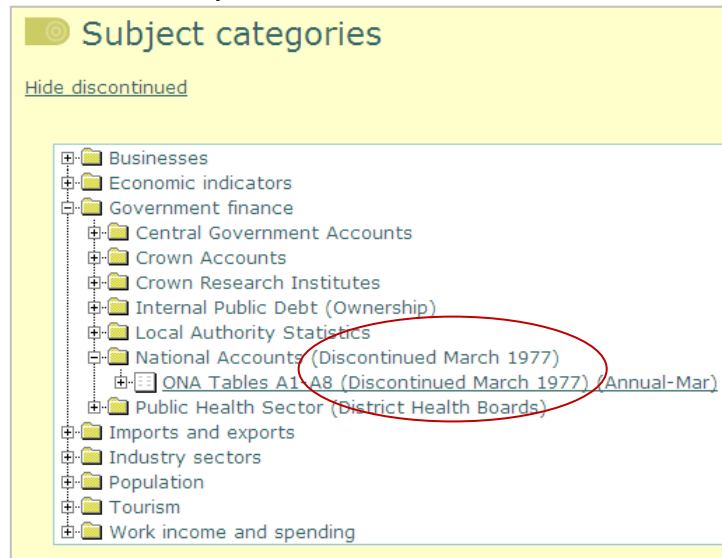 Subject categories
Hide discontinued
Businesses
Economic indicators
Government finance
Central Government Accounts
Crown Accounts
Crown Research Institutes
Internal Public Debt (Ownership)
Local Authority Statistics
National Accounts (Discontinued March 1977)
ONA Tables A1-A8 (Discontinued March 1977) (Annual-Mar)
Public Health Sector (District Health Boards)
Imports and exports
Industry sectors
Population
Tourism
Work income and spending